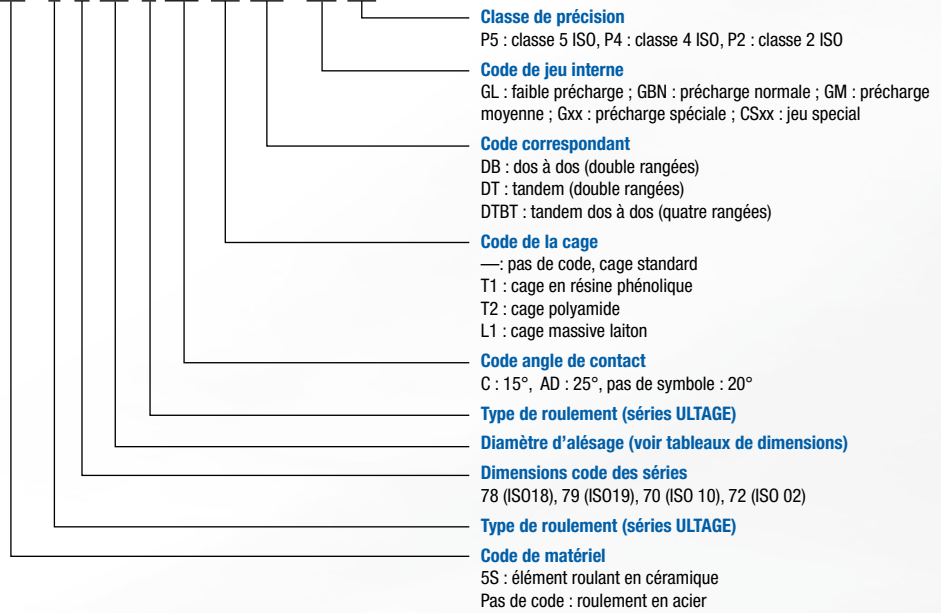 Classe de précision
P5 : classe 5 ISO, P4 : classe 4 ISO, P2 : classe 2 ISO
Code de jeu interne
GL : faible précharge ; GBN : précharge normale ; GM : précharge
moyenne ; Gxx : précharge spéciale ; CSxx : jeu special
Code correspondant
DB : dos à dos (double rangées)
DT : tandem (double rangées)
DTBT : tandem dos à dos (quatre rangées)
Code de la cage
—: pas de code, cage standard
T1 : cage en résine phénolique
T2 : cage polyamide
L1 : cage massive laiton
Code angle de contact
C : 15°, AD : 25°, pas de symbole : 20°
Type de roulement (séries ULTAGE)
Diamètre d'alésage (voir tableaux de dimensions)
Dimensions code des séries
78 (ISO18), 79 (ISO19), 70 (ISO 10), 72 (ISO 02)
Type de roulement (séries ULTAGE)
Code de matériel
5S : élément roulant en céramique
Pas de code : roulement en acier